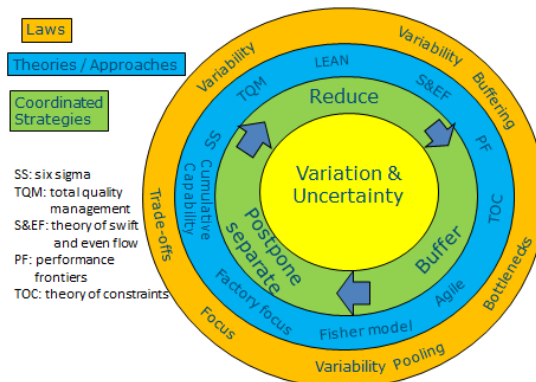 Laws
Theories / Approaches
Coordinated
Strategies
SS: six sigma
TQM: total quality
management
S&EF: theory of swift
and even flow
PF: performance
frontiers
TOC: theory of constraints
Variability
Variability Buffering
Bottlenecks
Variability Pooling
Focus
Trade-offs
LEAN
S&EF
PF
TOC
Agile
Fisher model
Factory focus
Cumulative
Capability
SS
TQM
Reduce
Buffer
Postpone
separate
Variation &
Uncertainty